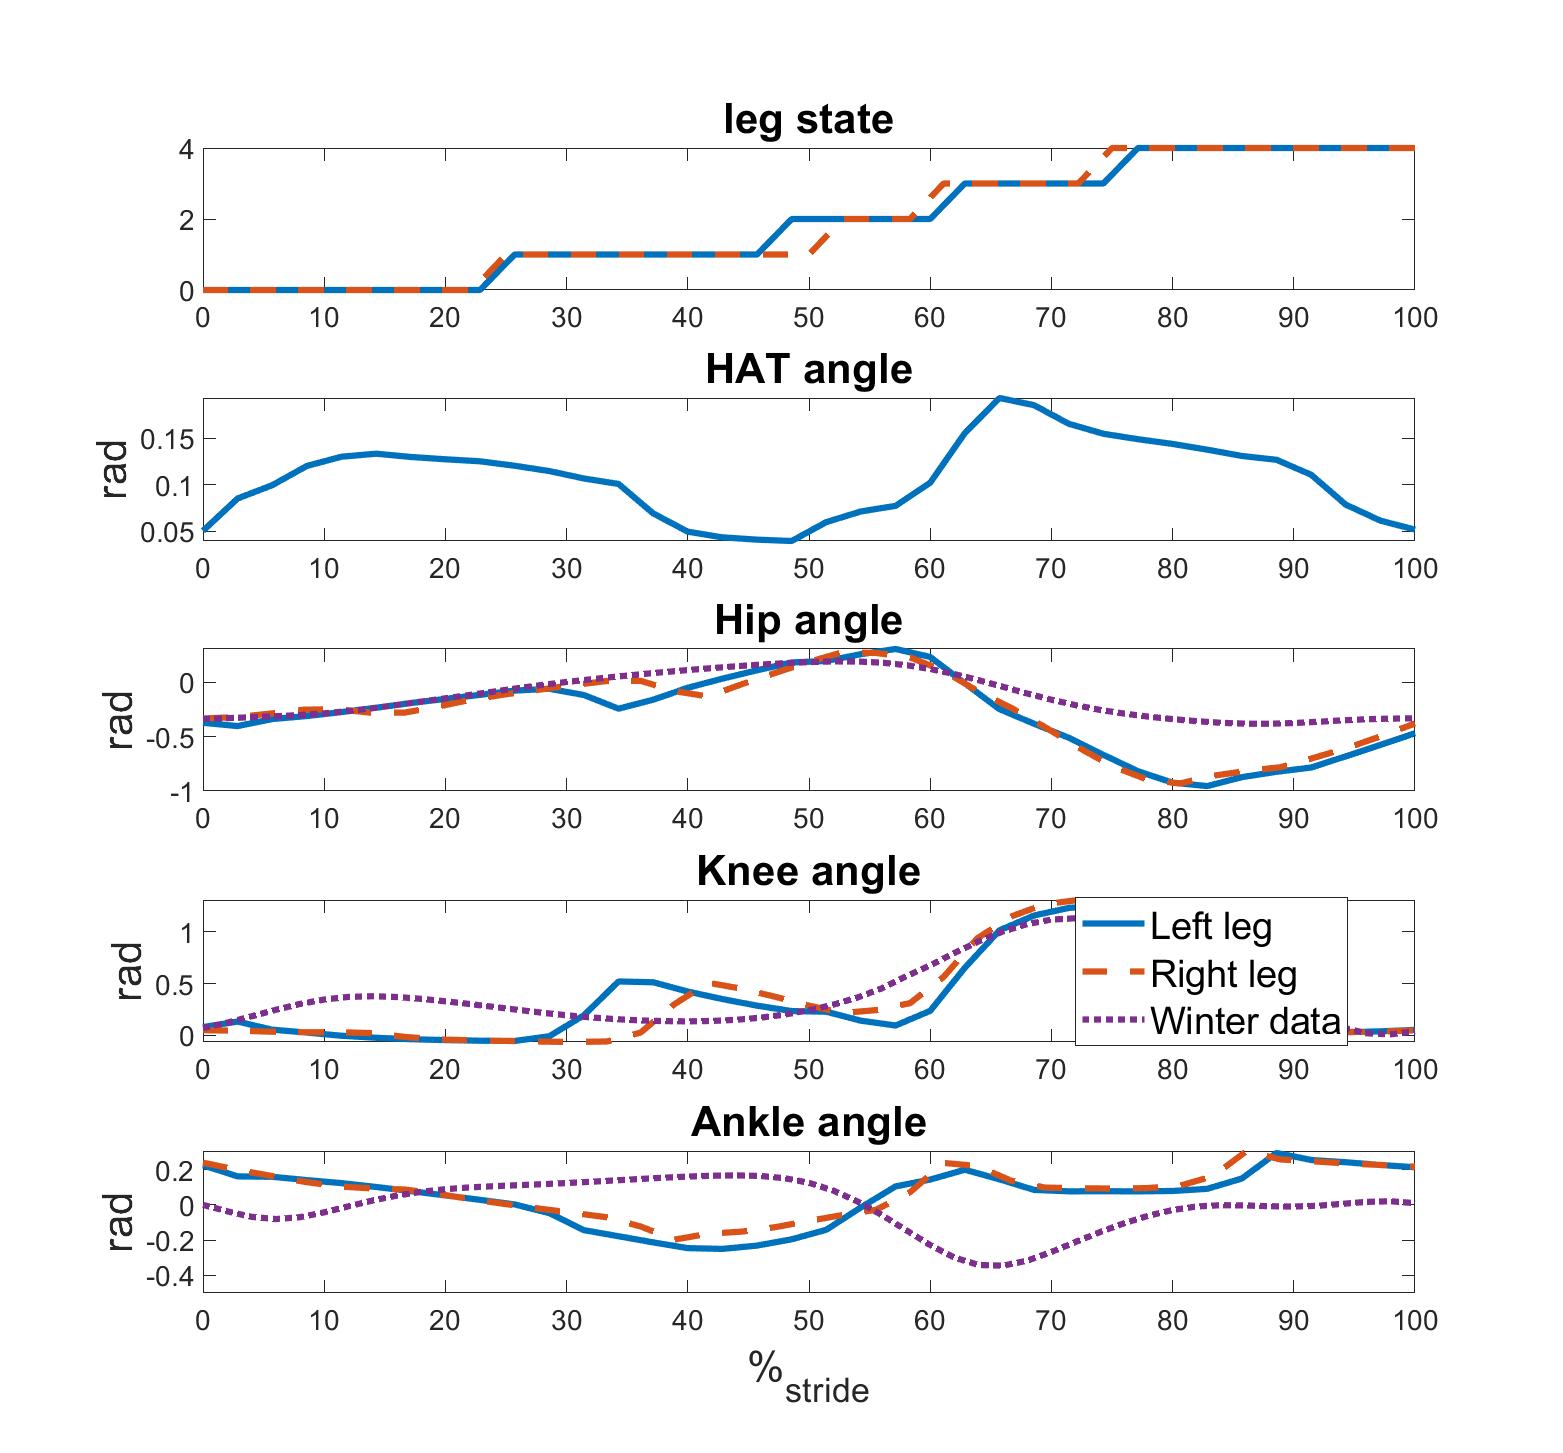 leg state
4
2
0
0 10 20 30 40 50 60 70 80 90 100
HAT angle
rad
0.15
0.1
0.05
0 10 20 30 40 50 60 70 80 90 100
Hip angle
rad
0
-0.5
-1
0 10 20 30 40 50 60 70 80 90 100
Knee angle
rad
1
0.5
0
Left leg
Right leg
Winter data
0 10 20 30 40 50 60 70 80 90 100
Ankle angle
rad
0.2
0
-0.2
-0.4
0 10 20 30 40 50 60 70 80 90 100
%stride